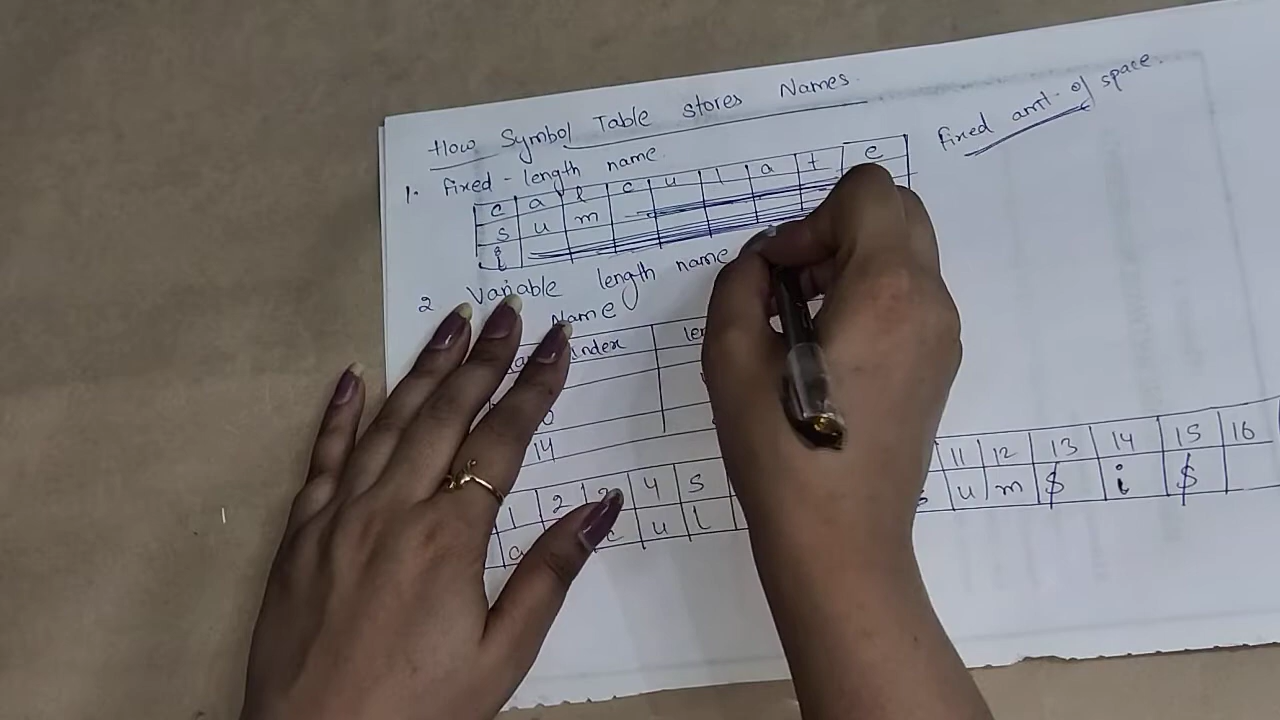 How Symbol Table stores Names.
fixed amt. of space.
1. fixed-length name.
c a l c u l a t e
s u m
i
2 Variable length name
Name
index
14
1 2 3 4 5 11 12 13 14 15 16
a c u l s u m $ i $